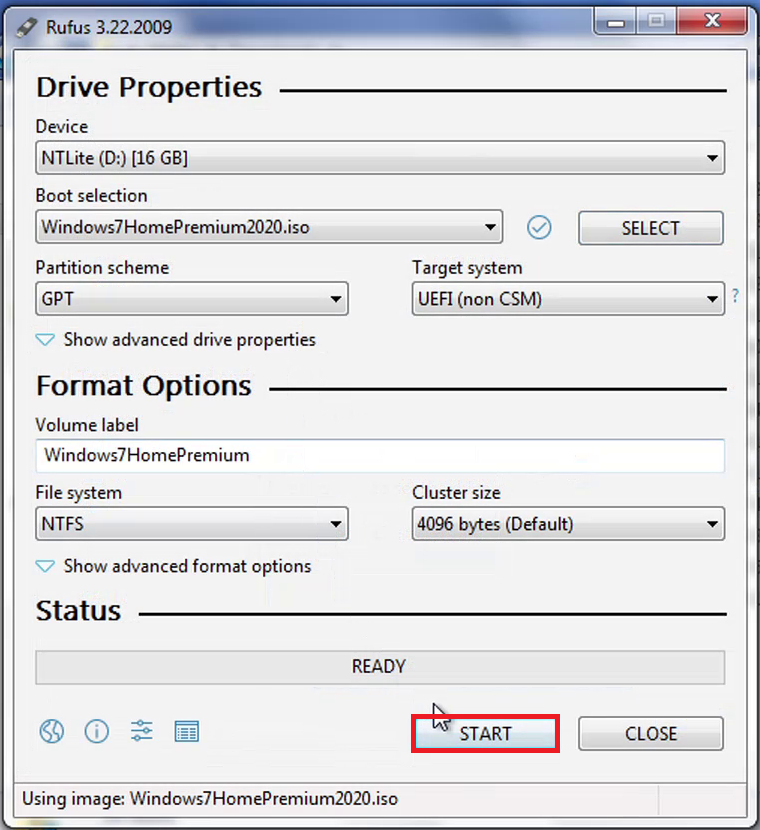 Rufus 3.22.2009
Drive Properties
Device
NTLite (D:) [16 GB]
Boot selection
Windows7HomePremium2020.iso
SELECT
Partition scheme
Target system
GPT
UEFI (non CSM)
?
Show advanced drive properties
Format Options
Volume label
Windows7HomePremium
File system
Cluster size
NTFS
4096 bytes (Default)
Show advanced format options
Status
READY
START
CLOSE
Using image: Windows7HomePremium2020.iso